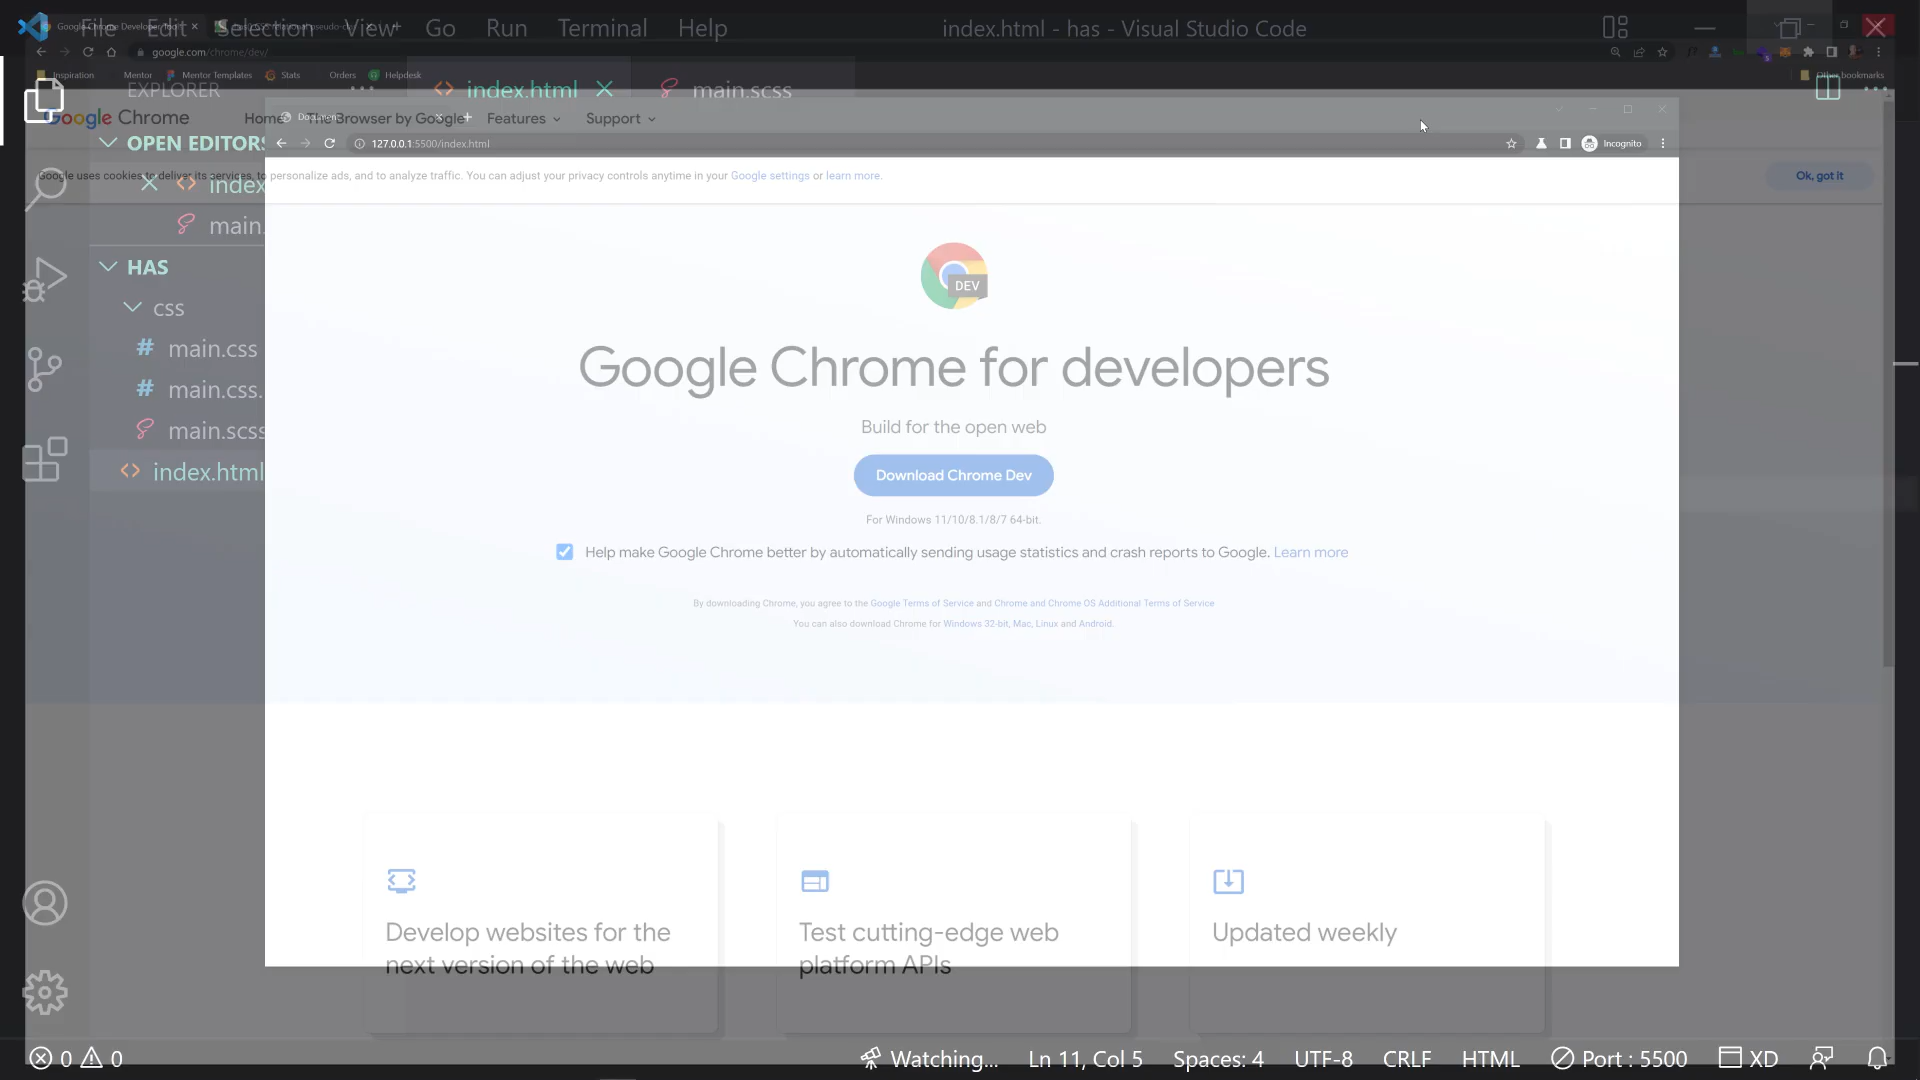 File Edit Selection View Go Run Terminal Help
index.html - has - Visual Studio Code
google.com/chrome/dev/
Inspiration Mentor Mentor Templates Stats Orders Helpdesk
Other bookmarks
EXPLORER
index.html
main.scss
Google Chrome Home The Browser by Google Features Support
127.0.0.1:5500/index.html
Incognito
OPEN EDITORS
Google uses cookies to deliver its services, to personalize ads, and to analyze traffic. You can adjust your privacy controls anytime in your Google settings or learn more.
Ok, got it
index
main.
HAS
css
main.css
main.css.
main.scss
index.html
DEV
Google Chrome for developers
Build for the open web
Download Chrome Dev
For Windows 11/10/8.1/8/7 64-bit.
Help make Google Chrome better by automatically sending usage statistics and crash reports to Google. Learn more
By downloading Chrome, you agree to the Google Terms of Service and Chrome and Chrome OS Additional Terms of Service
You can also download Chrome for Windows 32-bit, Mac, Linux and Android.
Develop websites for the
next version of the web
Test cutting-edge web
platform APIs
Updated weekly
0 0
Watching... Ln 11, Col 5 Spaces: 4 UTF-8 CRLF HTML Port : 5500 XD